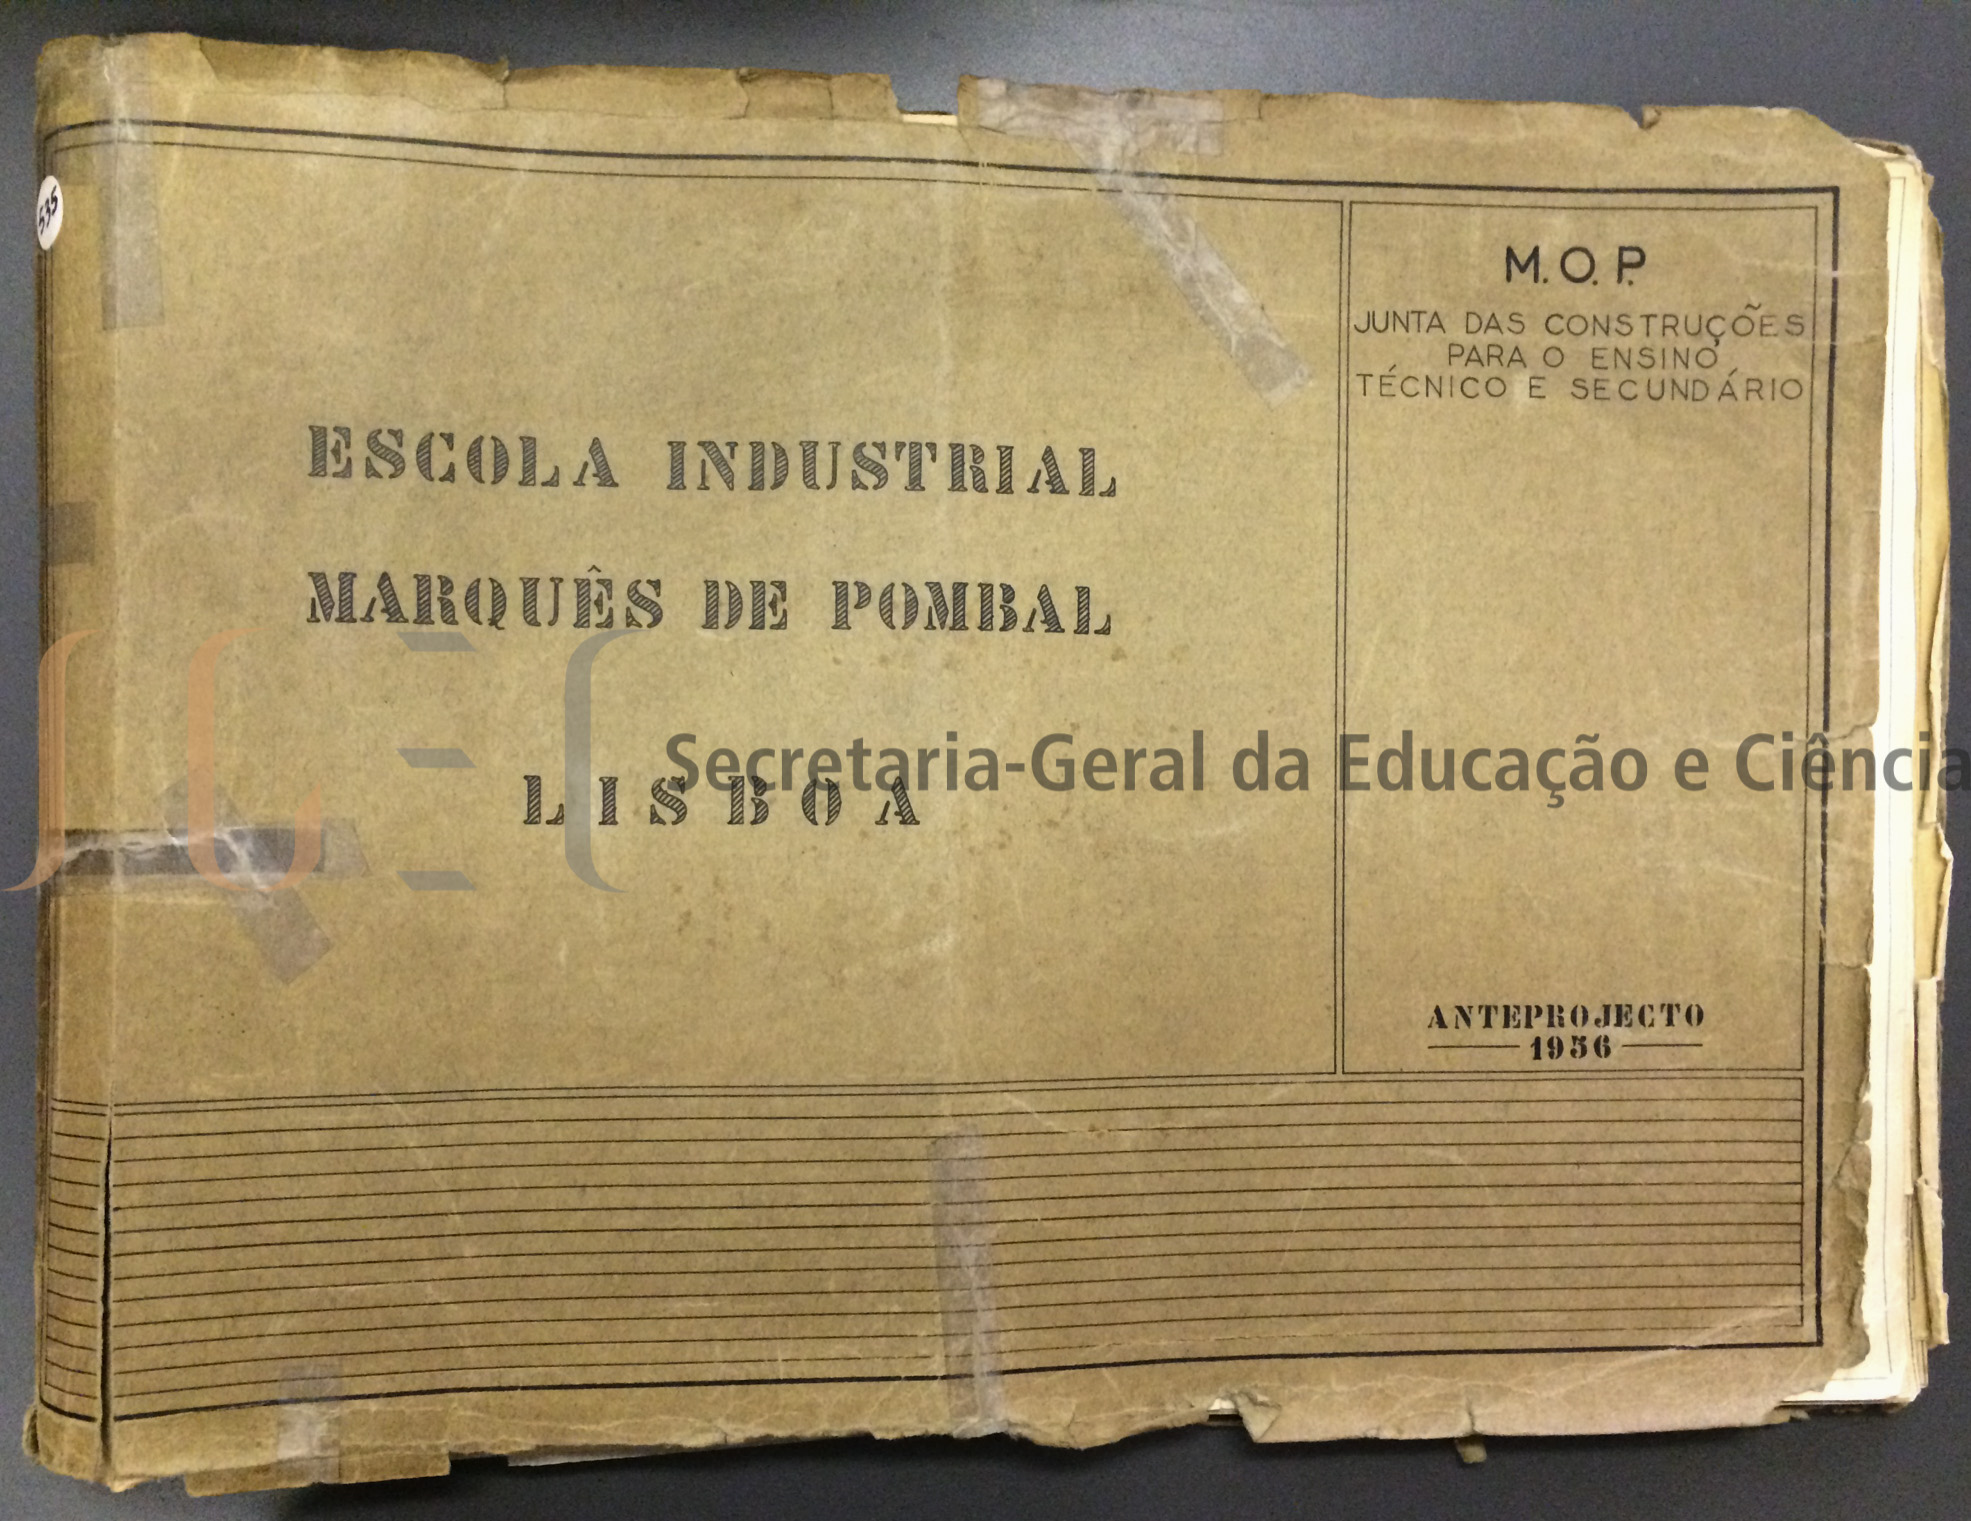 535
M.O.P.
JUNTA DAS CONSTRUÇÕES
PARA O ENSINO
TÉCNICO E SECUNDÁRIO
ESCOLA INDUSTRIAL
MARQUÊS DE POMBAL
LISBOA
SGEC Secretaria-Geral da Educação e Ciência
ANTEPROJECTO
1956